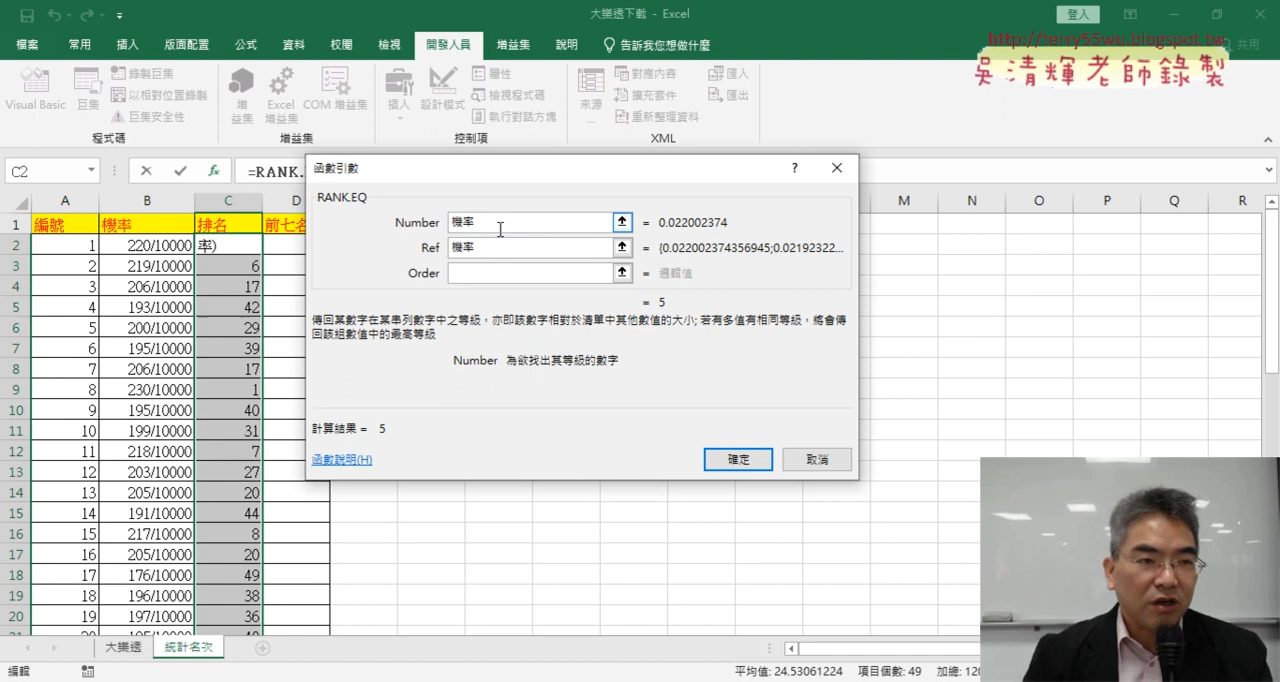 大樂透下載 - Excel
登入
檔案 常用 插入 版面配置 公式 資料 校閱 檢視 開發人員 增益集 說明 告訴我您想做什麼 共用
http://terry55wu.blogspot.tw
吳清輝老師錄製
Visual Basic 巨集 錄製巨集 以相對位置錄製 巨集安全性
增益集 Excel 增益集 COM 增益集
插入 設計模式 屬性 檢視程式碼 執行對話方塊
來源 對應內容 擴充套件 重新整理資料 匯入 匯出
程式碼 增益集 控制項 XML
C2 =RANK.
函數引數
RANK.EQ
Number 機率 = 0.022002374
Ref 機率 = {0.022002374356945;0.02192322...
Order = 邏輯值
= 5
傳回某數字在某串列數字中之等級，亦即該數字相對於清單中其他數值的大小; 若有多值有相同等級，將會傳
回該組數值中的最高等級
Number 為欲找出其等級的數字
計算結果 = 5
函數說明(H) 確定 取消
A B C D M N O P Q R
1 編號 機率 排名 前七名
2 1 220/10000 率)
3 2 219/10000 6
4 3 206/10000 17
5 4 193/10000 42
6 5 200/10000 29
7 6 195/10000 39
8 7 206/10000 17
9 8 230/10000 1
10 9 195/10000 40
11 10 199/10000 31
12 11 218/10000 7
13 12 203/10000 27
14 13 205/10000 20
15 14 191/10000 44
16 15 217/10000 8
17 16 205/10000 20
18 17 176/10000 49
19 18 196/10000 38
20 19 197/10000 36
大樂透 統計名次
編輯 平均值: 24.53061224 項目個數: 49 加總: 120